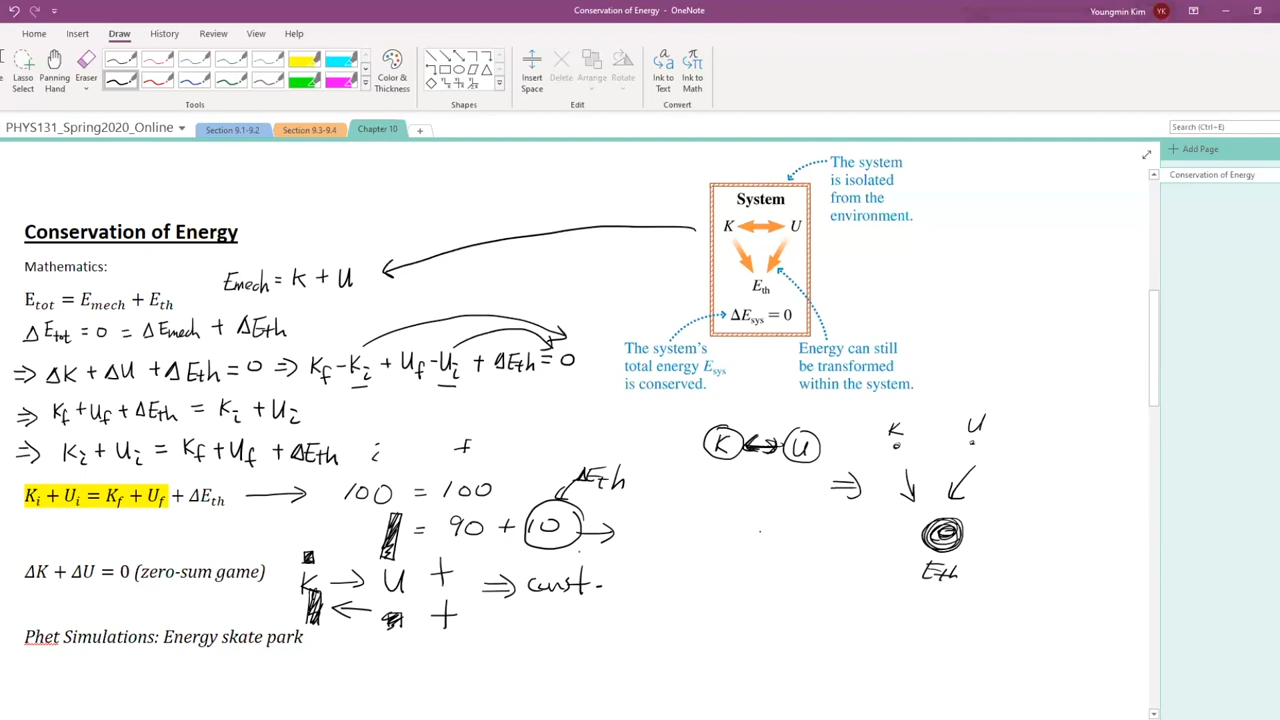 Conservation of Energy - OneNote
Youngmin Kim YK
Home Insert Draw History Review View Help
Lasso Select
Panning Hand
Eraser
Color & Thickness
Insert Space
Delete
Arrange
Rotate
Ink to Text
Ink to Math
Tools Shapes Edit Convert
PHYS131_Spring2020_Online Section 9.1-9.2 Section 9.3-9.4 Chapter 10 +
Search (Ctrl+E)
Add Page
Conservation of Energy
The system
is isolated
from the
environment.
System
K U
Eth
ΔEsys = 0
The system's
total energy Esys
is conserved.
Energy can still
be transformed
within the system.
Conservation of Energy
Mathematics:
Emech = K + U
Etot = Emech + Eth
Δ Etot = 0 = ΔEmech + ΔEth
⇒ ΔK + ΔU + ΔEth = 0 ⇒ Kf - Ki + Uf - Ui + ΔEth = 0
⇒ Kf + Uf + ΔEth = Ki + Ui
⇒ Ki + Ui = Kf + Uf + ΔEth i f
Ki + Ui = Kf + Uf + ΔEth → 100 = 100
ΔEth
= 90 + 10 →
ΔK + ΔU = 0 (zero-sum game)
K → U + ⇒ const.
← +
Phet Simulations: Energy skate park
K ↔ U
⇒
K U
Eth